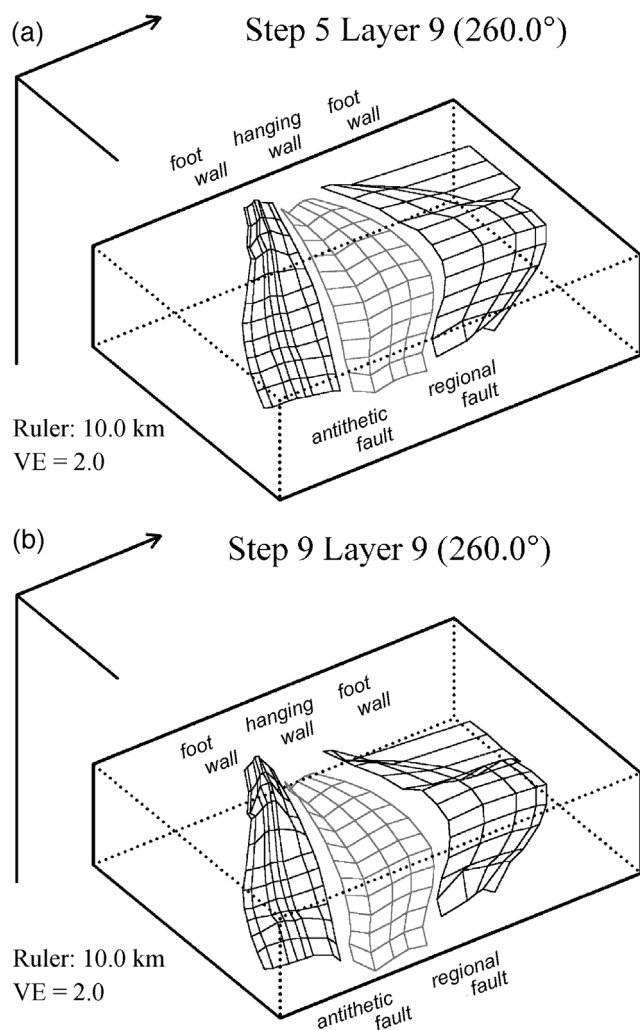 (a)
Step 5 Layer 9 (260.0°)
foot
wall
hanging
wall
foot
wall
antithetic
fault
regional
fault
Ruler: 10.0 km
VE = 2.0
(b)
Step 9 Layer 9 (260.0°)
foot
wall
hanging
wall
foot
wall
antithetic
fault
regional
fault
Ruler: 10.0 km
VE = 2.0